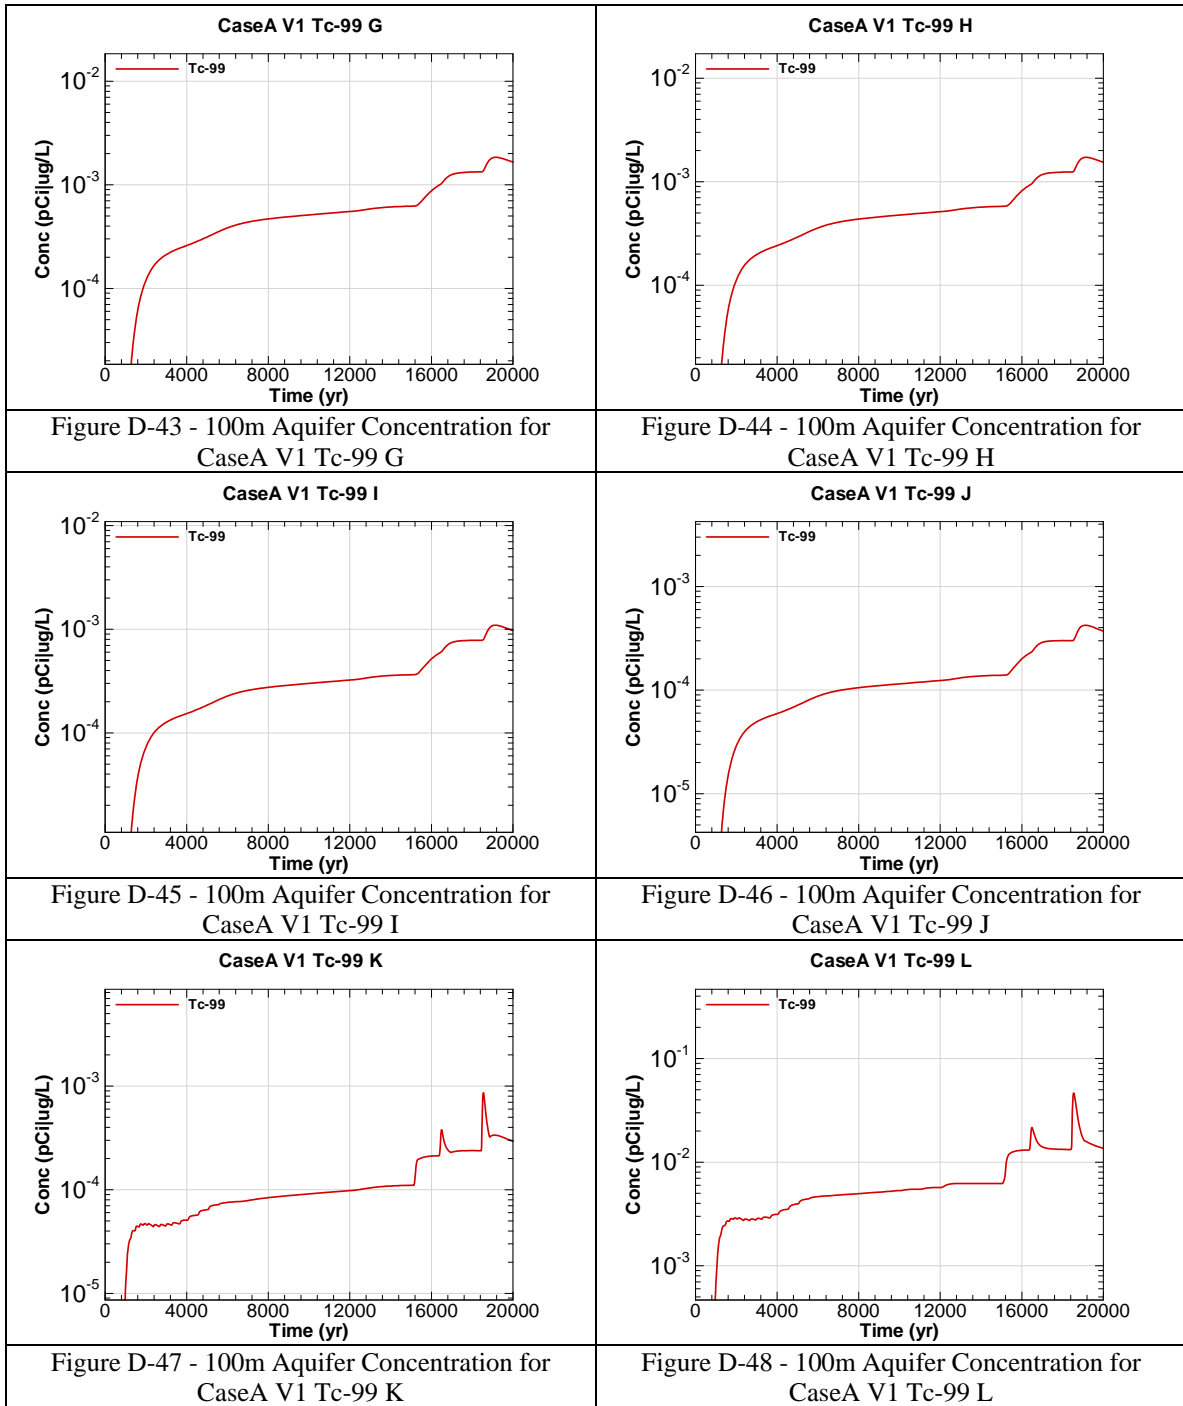 CaseA V1 Tc-99 G
Tc-99
10-2
10-3
10-4
Conc (pCi|ug/L)
0 4000 8000 12000 16000 20000
Time (yr)
Figure D-43 - 100m Aquifer Concentration for
CaseA V1 Tc-99 G
CaseA V1 Tc-99 H
Tc-99
10-2
10-3
10-4
Conc (pCi|ug/L)
0 4000 8000 12000 16000 20000
Time (yr)
Figure D-44 - 100m Aquifer Concentration for
CaseA V1 Tc-99 H
CaseA V1 Tc-99 I
Tc-99
10-2
10-3
10-4
Conc (pCi|ug/L)
0 4000 8000 12000 16000 20000
Time (yr)
Figure D-45 - 100m Aquifer Concentration for
CaseA V1 Tc-99 I
CaseA V1 Tc-99 J
Tc-99
10-3
10-4
10-5
Conc (pCi|ug/L)
0 4000 8000 12000 16000 20000
Time (yr)
Figure D-46 - 100m Aquifer Concentration for
CaseA V1 Tc-99 J
CaseA V1 Tc-99 K
Tc-99
10-3
10-4
10-5
Conc (pCi|ug/L)
0 4000 8000 12000 16000 20000
Time (yr)
Figure D-47 - 100m Aquifer Concentration for
CaseA V1 Tc-99 K
CaseA V1 Tc-99 L
Tc-99
10-1
10-2
10-3
Conc (pCi|ug/L)
0 4000 8000 12000 16000 20000
Time (yr)
Figure D-48 - 100m Aquifer Concentration for
CaseA V1 Tc-99 L